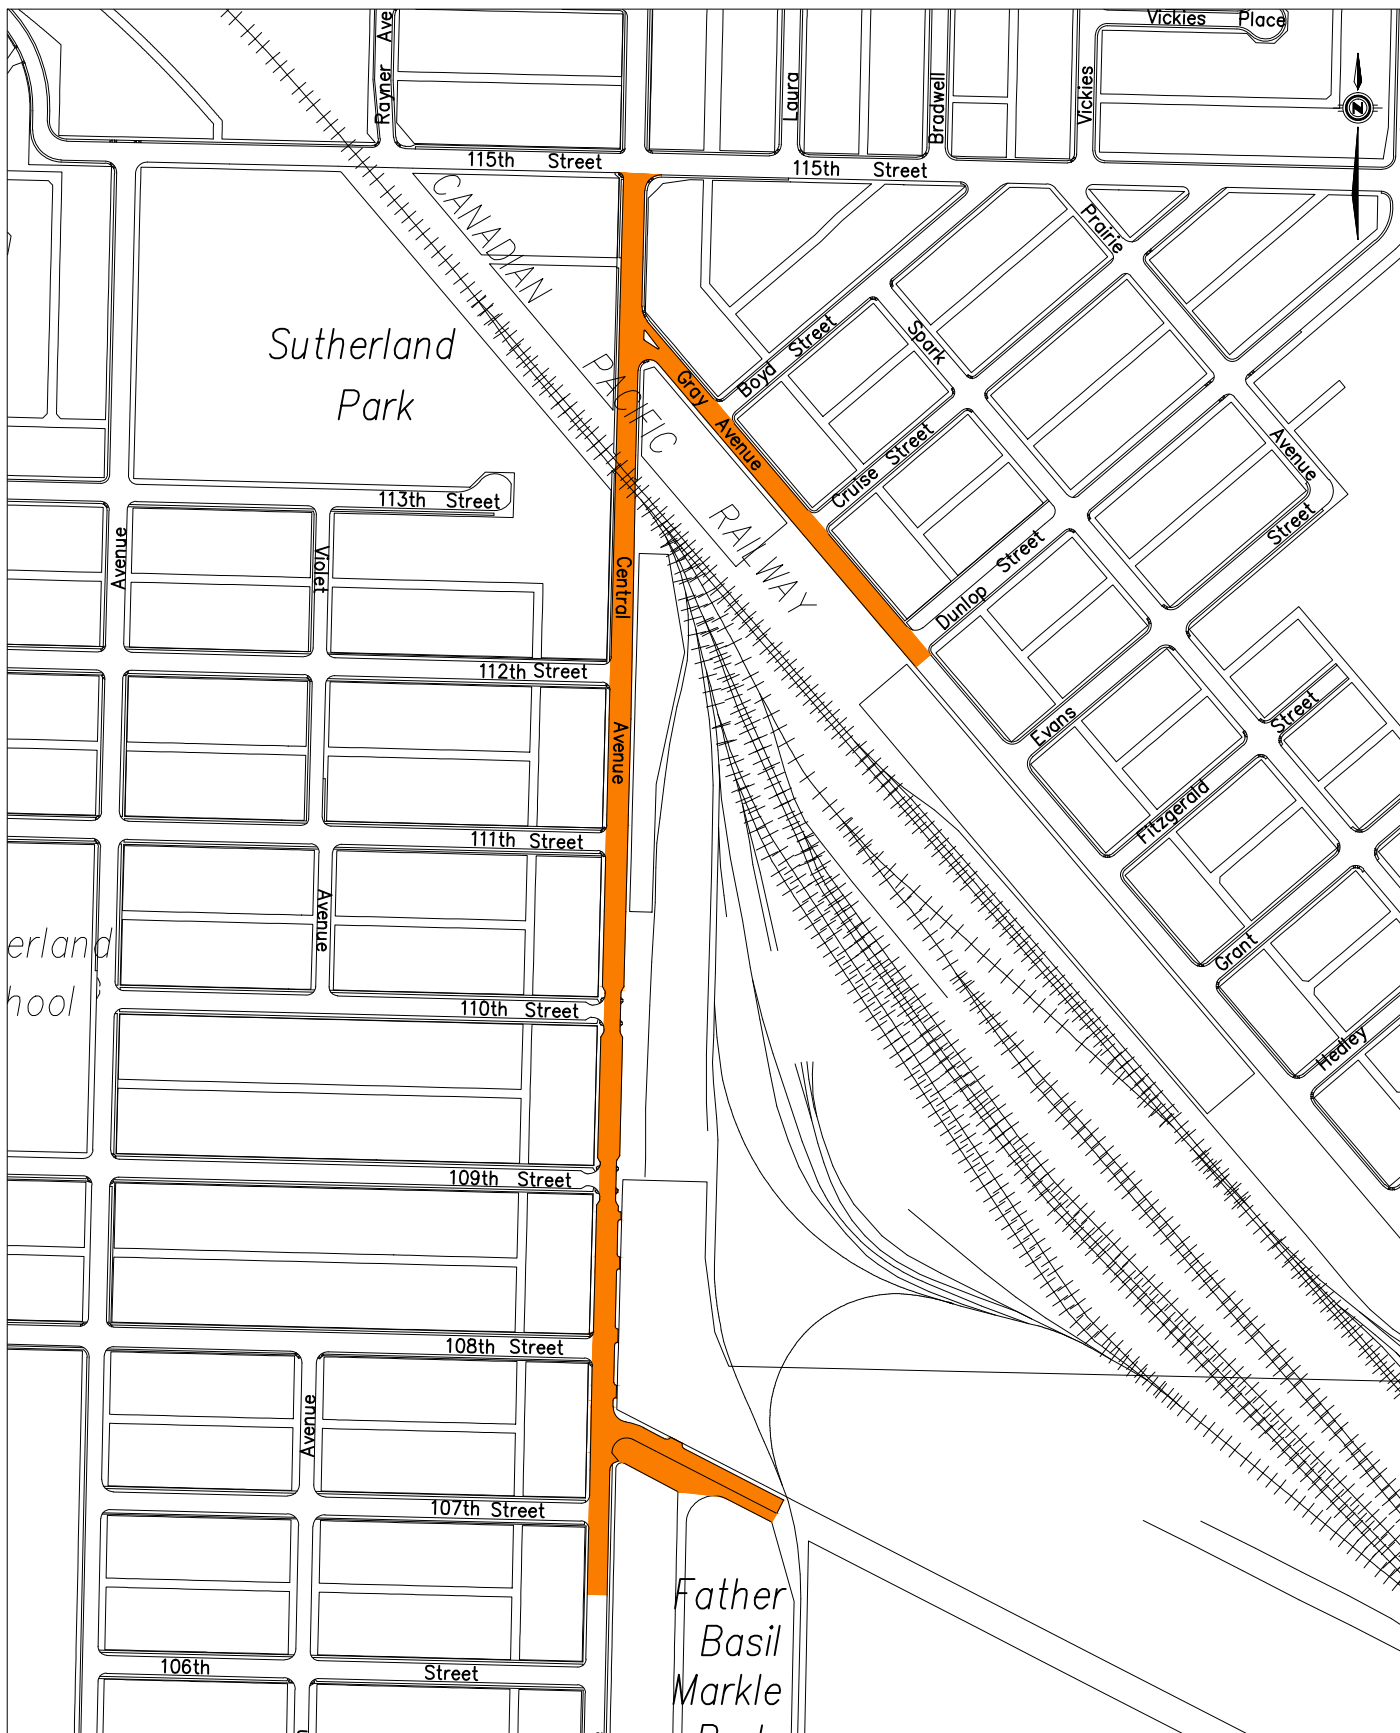 Vickies Place
Rayner Ave
Laura
Bradwell
Vickies
N
115th Street
115th Street
CANADIAN
PACIFIC
RAILWAY
Prairie
Sutherland
Park
Boyd Street
Spark
Gray Avenue
Cruise Street
Avenue
Street
113th Street
Avenue
Violet
Central
Avenue
Dunlop Street
112th Street
Evans
Street
Fitzgerald
111th Street
Avenue
erland
hool
Grant
110th Street
Hedley
109th Street
108th Street
Avenue
107th Street
Father
Basil
Markle
106th Street